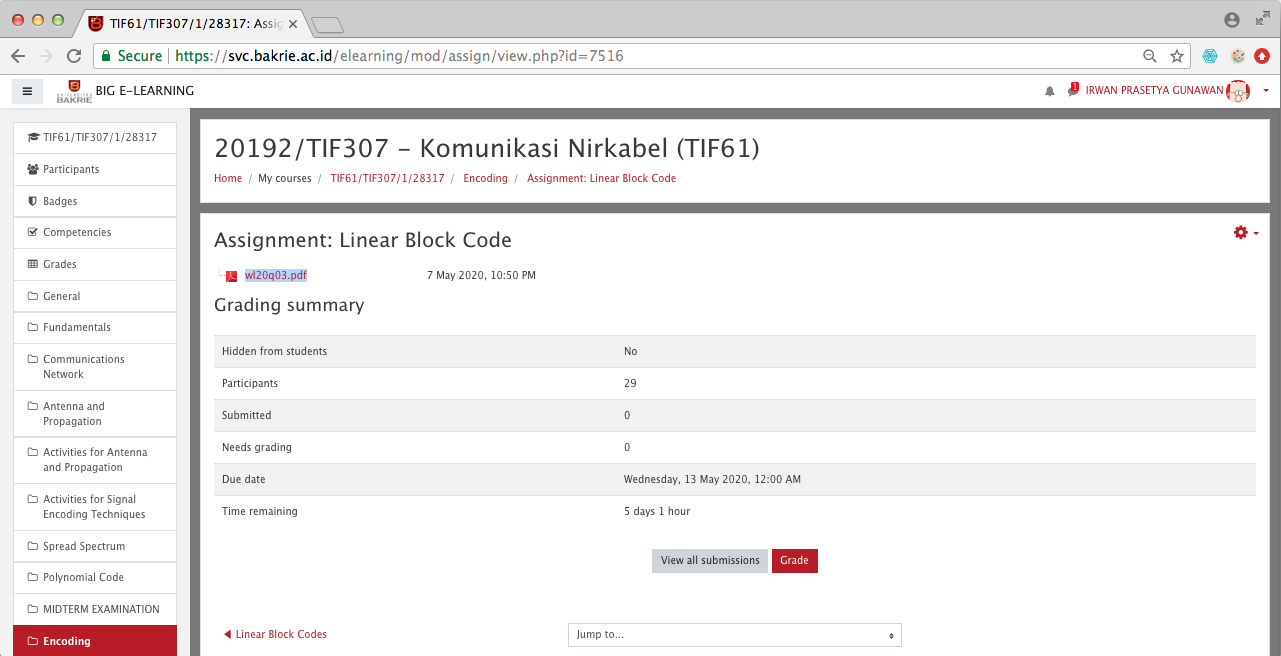 TIF61/TIF307/1/28317: Assig
Secure https://svc.bakrie.ac.id/elearning/mod/assign/view.php?id=7516
UNIVERSITAS
BAKRIE
BIG E-LEARNING
1
IRWAN PRASETYA GUNAWAN
TIF61/TIF307/1/28317
Participants
Badges
Competencies
Grades
General
Fundamentals
Communications
Network
Antenna and
Propagation
Activities for Antenna
and Propagation
Activities for Signal
Encoding Techniques
Spread Spectrum
Polynomial Code
MIDTERM EXAMINATION
Encoding
20192/TIF307 – Komunikasi Nirkabel (TIF61)
Home / My courses / TIF61/TIF307/1/28317 / Encoding / Assignment: Linear Block Code
Assignment: Linear Block Code
wl20q03.pdf 7 May 2020, 10:50 PM
Grading summary
Hidden from students No
Participants 29
Submitted 0
Needs grading 0
Due date Wednesday, 13 May 2020, 12:00 AM
Time remaining 5 days 1 hour
View all submissions Grade
Linear Block Codes Jump to...